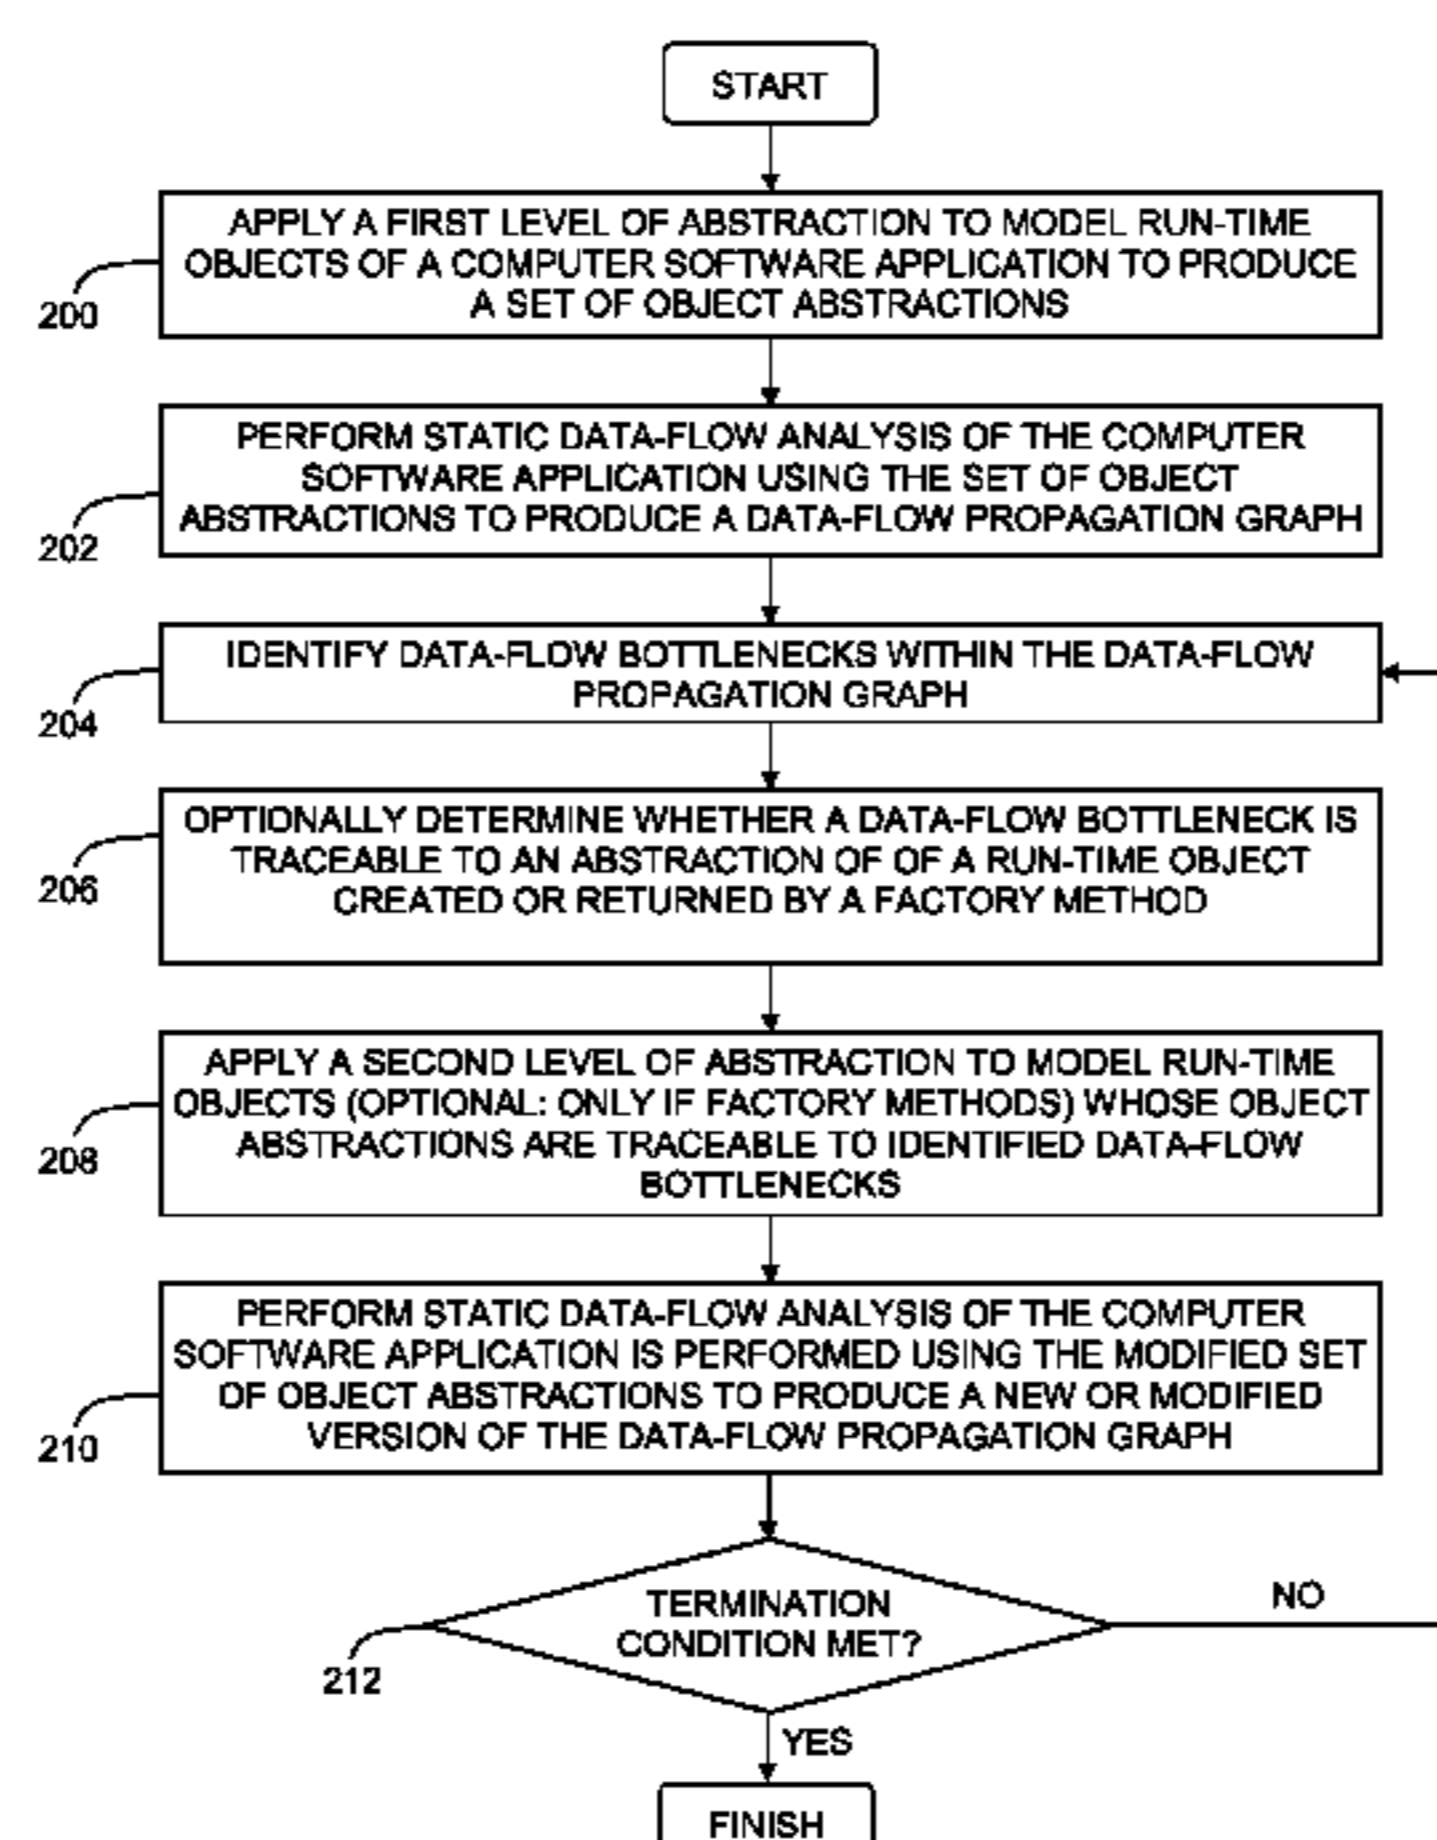 START
APPLY A FIRST LEVEL OF ABSTRACTION TO MODEL RUN-TIME
OBJECTS OF A COMPUTER SOFTWARE APPLICATION TO PRODUCE
A SET OF OBJECT ABSTRACTIONS
200
PERFORM STATIC DATA-FLOW ANALYSIS OF THE COMPUTER
SOFTWARE APPLICATION USING THE SET OF OBJECT
ABSTRACTIONS TO PRODUCE A DATA-FLOW PROPAGATION GRAPH
202
IDENTIFY DATA-FLOW BOTTLENECKS WITHIN THE DATA-FLOW
PROPAGATION GRAPH
204
OPTIONALLY DETERMINE WHETHER A DATA-FLOW BOTTLENECK IS
TRACEABLE TO AN ABSTRACTION OF OF A RUN-TIME OBJECT
CREATED OR RETURNED BY A FACTORY METHOD
206
APPLY A SECOND LEVEL OF ABSTRACTION TO MODEL RUN-TIME
OBJECTS (OPTIONAL: ONLY IF FACTORY METHODS) WHOSE OBJECT
ABSTRACTIONS ARE TRACEABLE TO IDENTIFIED DATA-FLOW
BOTTLENECKS
208
PERFORM STATIC DATA-FLOW ANALYSIS OF THE COMPUTER
SOFTWARE APPLICATION IS PERFORMED USING THE MODIFIED SET
OF OBJECT ABSTRACTIONS TO PRODUCE A NEW OR MODIFIED
VERSION OF THE DATA-FLOW PROPAGATION GRAPH
210
TERMINATION
CONDITION MET?
NO
212
YES
FINISH